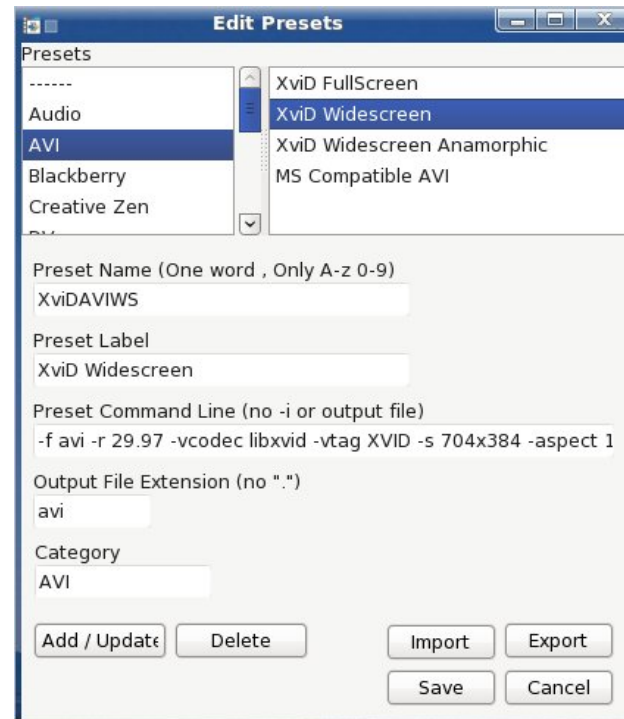 Edit Presets
Presets
------
Audio
AVI
Blackberry
Creative Zen
XviD FullScreen
XviD Widescreen
XviD Widescreen Anamorphic
MS Compatible AVI
Preset Name (One word , Only A-z 0-9)
XviDAVIWS
Preset Label
XviD Widescreen
Preset Command Line (no -i or output file)
-f avi -r 29.97 -vcodec libxvid -vtag XVID -s 704x384 -aspect 1
Output File Extension (no ".")
avi
Category
AVI
Add / Update Delete Import Export
Save Cancel